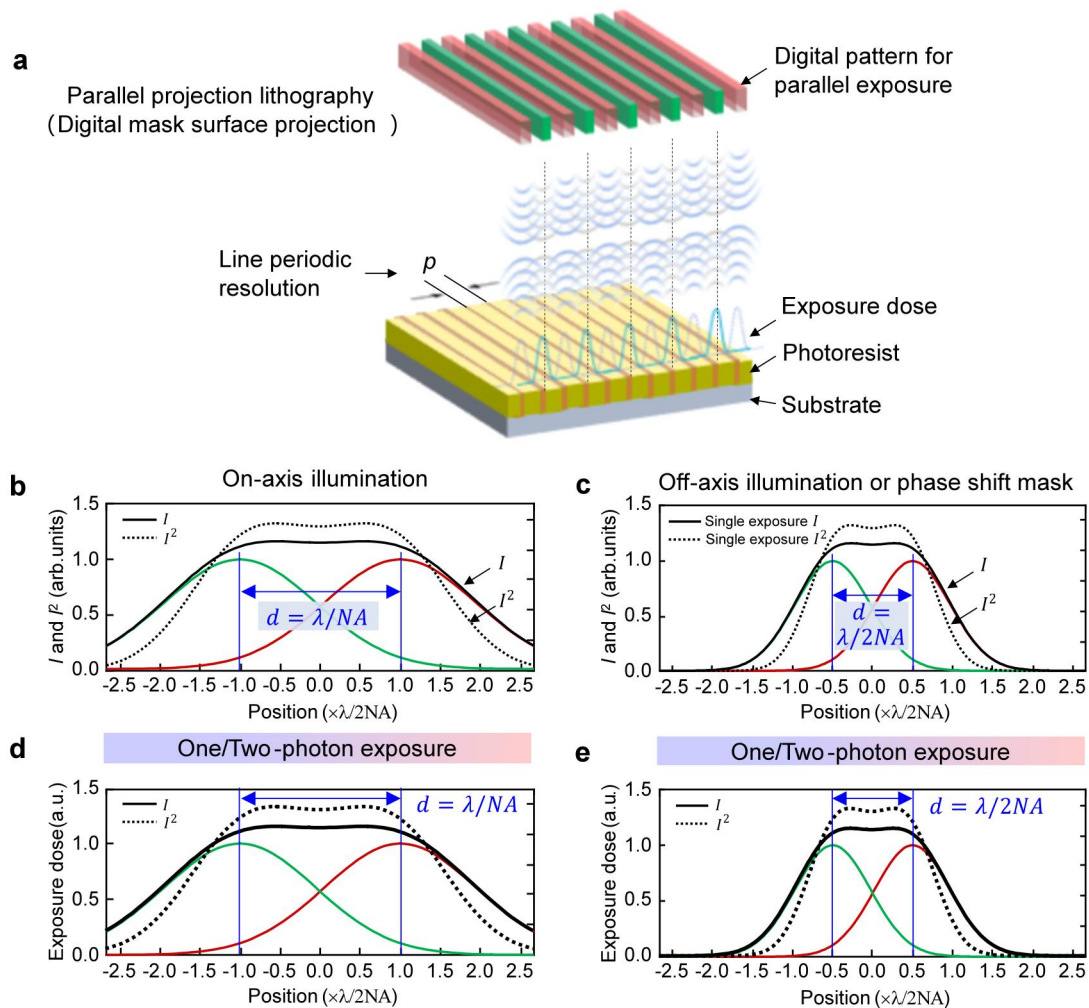 a
Parallel projection lithography
(Digital mask surface projection )
Digital pattern for
parallel exposure
Line periodic
resolution
p
Exposure dose
Photoresist
Substrate
b
On-axis illumination
I and I² (arb.units)
1.5
1.0
0.5
0.0
I
I²
I
I²
d = λ/NA
-2.5 -2.0 -1.5 -1.0 -0.5 0.0 0.5 1.0 1.5 2.0 2.5
Position (×λ/2NA)
c
Off-axis illumination or phase shift mask
I and I² (arb.units)
1.5
1.0
0.5
0.0
Single exposure I
Single exposure I²
I
I²
d =
λ/2NA
-2.5 -2.0 -1.5 -1.0 -0.5 0.0 0.5 1.0 1.5 2.0 2.5
Position (×λ/2NA)
d
One/Two-photon exposure
Exposure dose(a.u.)
1.5
1.0
0.5
0.0
I
I²
d = λ/NA
-2.5 -2.0 -1.5 -1.0 -0.5 0.0 0.5 1.0 1.5 2.0 2.5
Position (×λ/2NA)
e
One/Two-photon exposure
Exposure dose (a.u.)
1.5
1.0
0.5
0.0
I
I²
d = λ/2NA
-2.5 -2.0 -1.5 -1.0 -0.5 0.0 0.5 1.0 1.5 2.0 2.5
Position (×λ/2NA)